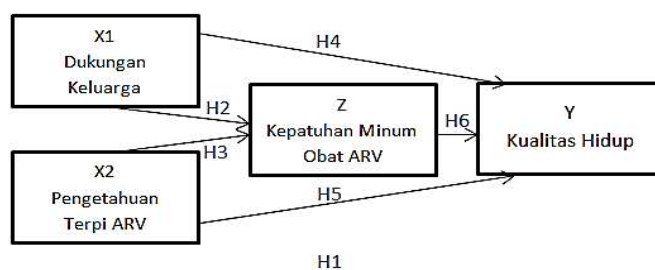 X1
Dukungan
Keluarga
H4
H2
Z
Kepatuhan Minum
Obat ARV
H6
Y
Kualitas Hidup
H3
X2
Pengetahuan
Terpi ARV
H5
H1